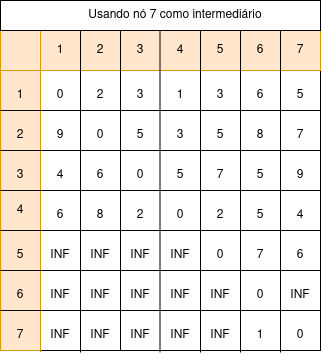 Usando nó 7 como intermediário
1 2 3 4 5 6 7
1 0 2 3 1 3 6 5
2 9 0 5 3 5 8 7
3 4 6 0 5 7 5 9
4 6 8 2 0 2 5 4
5 INF INF INF INF 0 7 6
6 INF INF INF INF INF 0 INF
7 INF INF INF INF INF 1 0